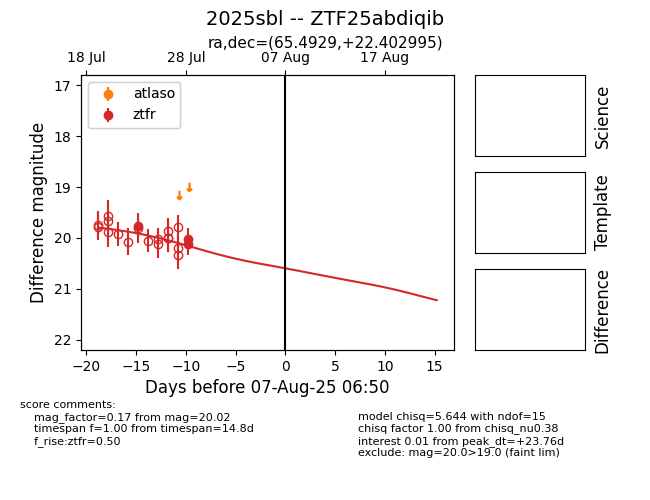 2025sbl -- ZTF25abdiqib
ra,dec=(65.4929,+22.402995)
18 Jul 28 Jul 07 Aug 17 Aug
atlaso
ztfr
Difference magnitude
17
18
19
20
21
22
−20 −15 −10 −5 0 5 10 15
Days before 07-Aug-25 06:50
Science
Template
Difference
score comments:
mag_factor=0.17 from mag=20.02
timespan f=1.00 from timespan=14.8d
f_rise:ztfr=0.50
model chisq=5.644 with ndof=15
chisq factor 1.00 from chisq_nu0.38
interest 0.01 from peak_dt=+23.76d
exclude: mag=20.0>19.0 (faint lim)